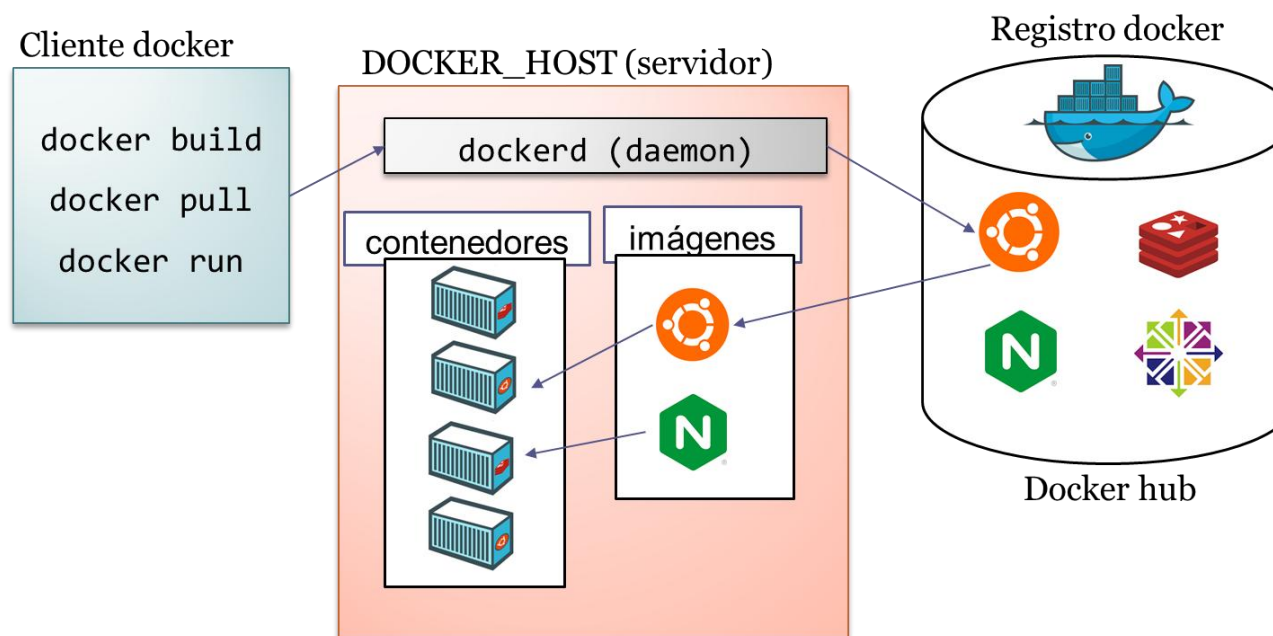 Cliente docker
docker build
docker pull
docker run
DOCKER_HOST (servidor)
dockerd (daemon)
contenedores
imágenes
Registro docker
N
N
Docker hub